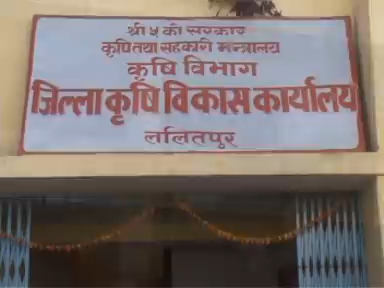 श्री ५ को सरकार
कृषि तथा सहकारी मन्त्रालय
कृषि विभाग
जिल्ला कृषि विकास कार्यालय
ललितपुर